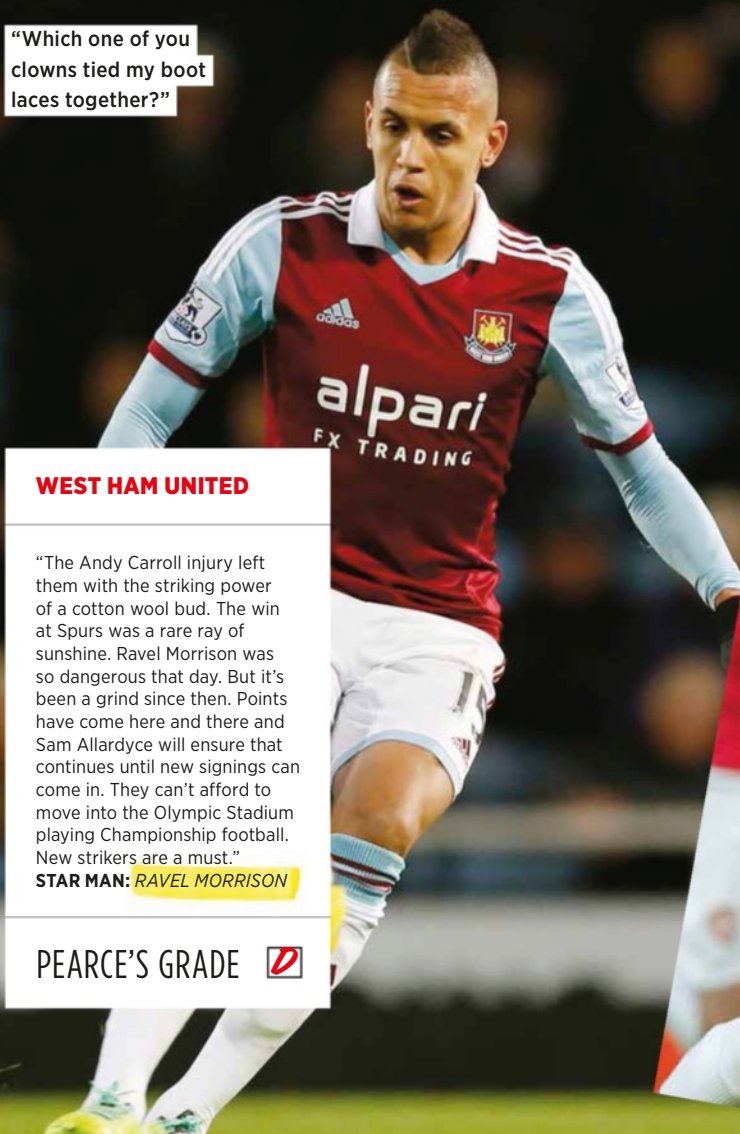 “Which one of you
clowns tied my boot
laces together?”
adidas
alpari
FX TRADING
15
WEST HAM UNITED
“The Andy Carroll injury left
them with the striking power
of a cotton wool bud. The win
at Spurs was a rare ray of
sunshine. Ravel Morrison was
so dangerous that day. But it’s
been a grind since then. Points
have come here and there and
Sam Allardyce will ensure that
continues until new signings can
come in. They can’t afford to
move into the Olympic Stadium
playing Championship football.
New strikers are a must.”
STAR MAN: RAVEL MORRISON
PEARCE’S GRADE D